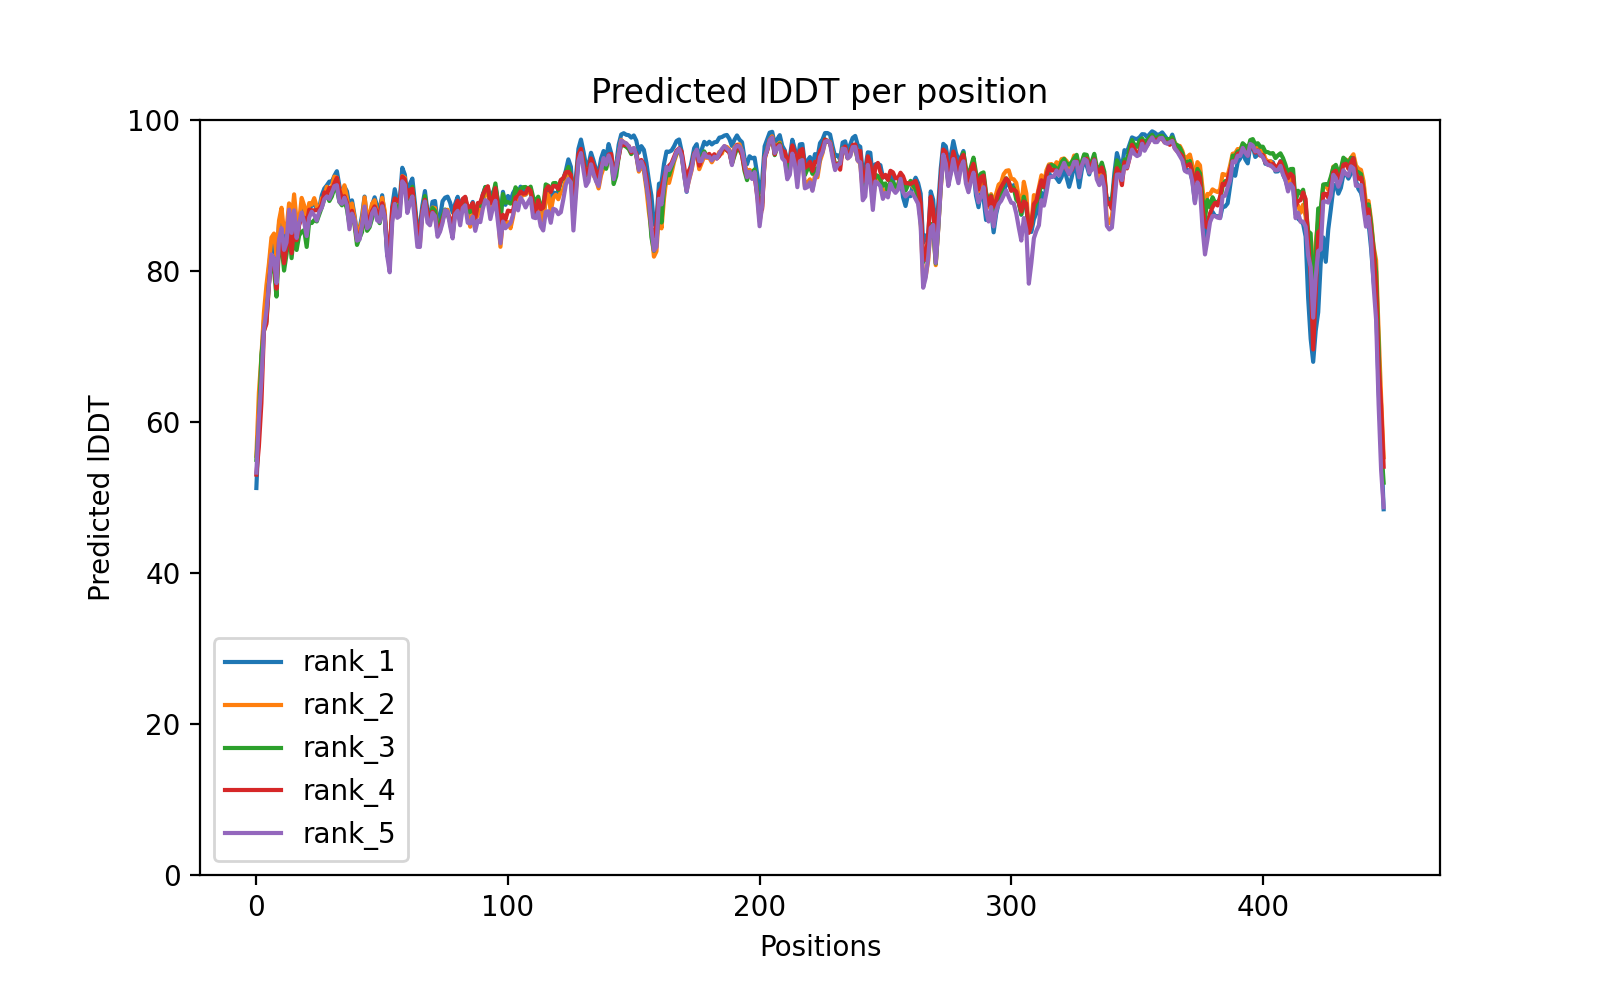 Predicted lDDT per position
100
80
60
40
20
0
Predicted lDDT
rank_1
rank_2
rank_3
rank_4
rank_5
0 100 200 300 400
Positions